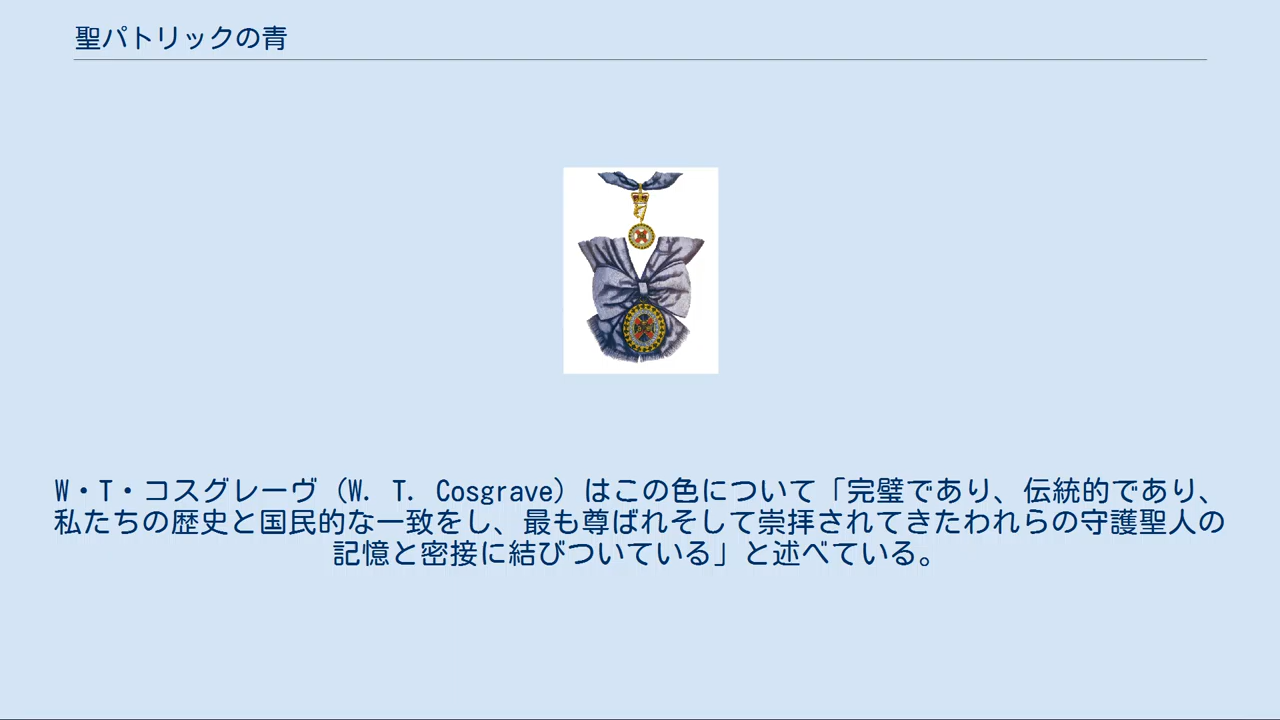 聖パトリックの青
W・T・コスグレーヴ（W. T. Cosgrave）はこの色について「完璧であり、伝統的であり、
私たちの歴史と国民的な一致をし、最も尊ばれそして崇拝されてきたわれらの守護聖人の
記憶と密接に結びついている」と述べている。